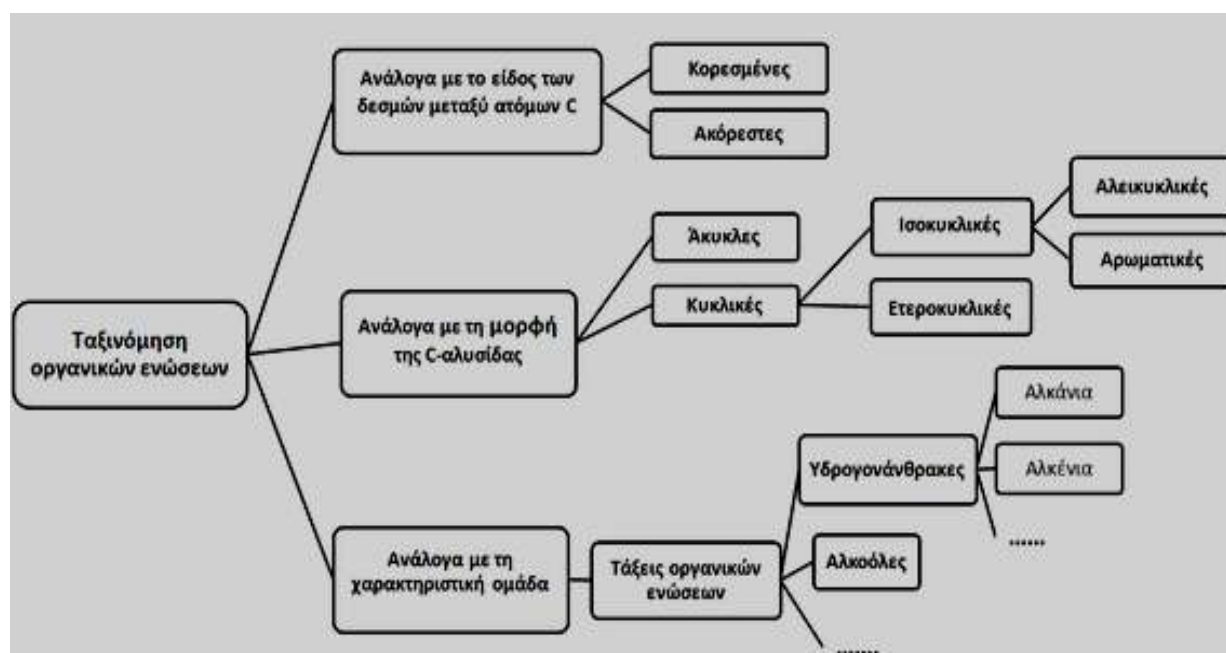 Ταξινόμηση
οργανικών ενώσεων
Ανάλογα με το είδος των
δεσμών μεταξύ ατόμων C
Κορεσμένες
Ακόρεστες
Ανάλογα με τη μορφή
της C-αλυσίδας
Άκυκλες
Κυκλικές
Ισοκυκλικές
Αλεικυκλικές
Αρωματικές
Ετεροκυκλικές
Ανάλογα με τη
χαρακτηριστική ομάδα
Τάξεις οργανικών
ενώσεων
Υδρογονάνθρακες
Αλκάνια
Αλκένια
......
Αλκοόλες
.......